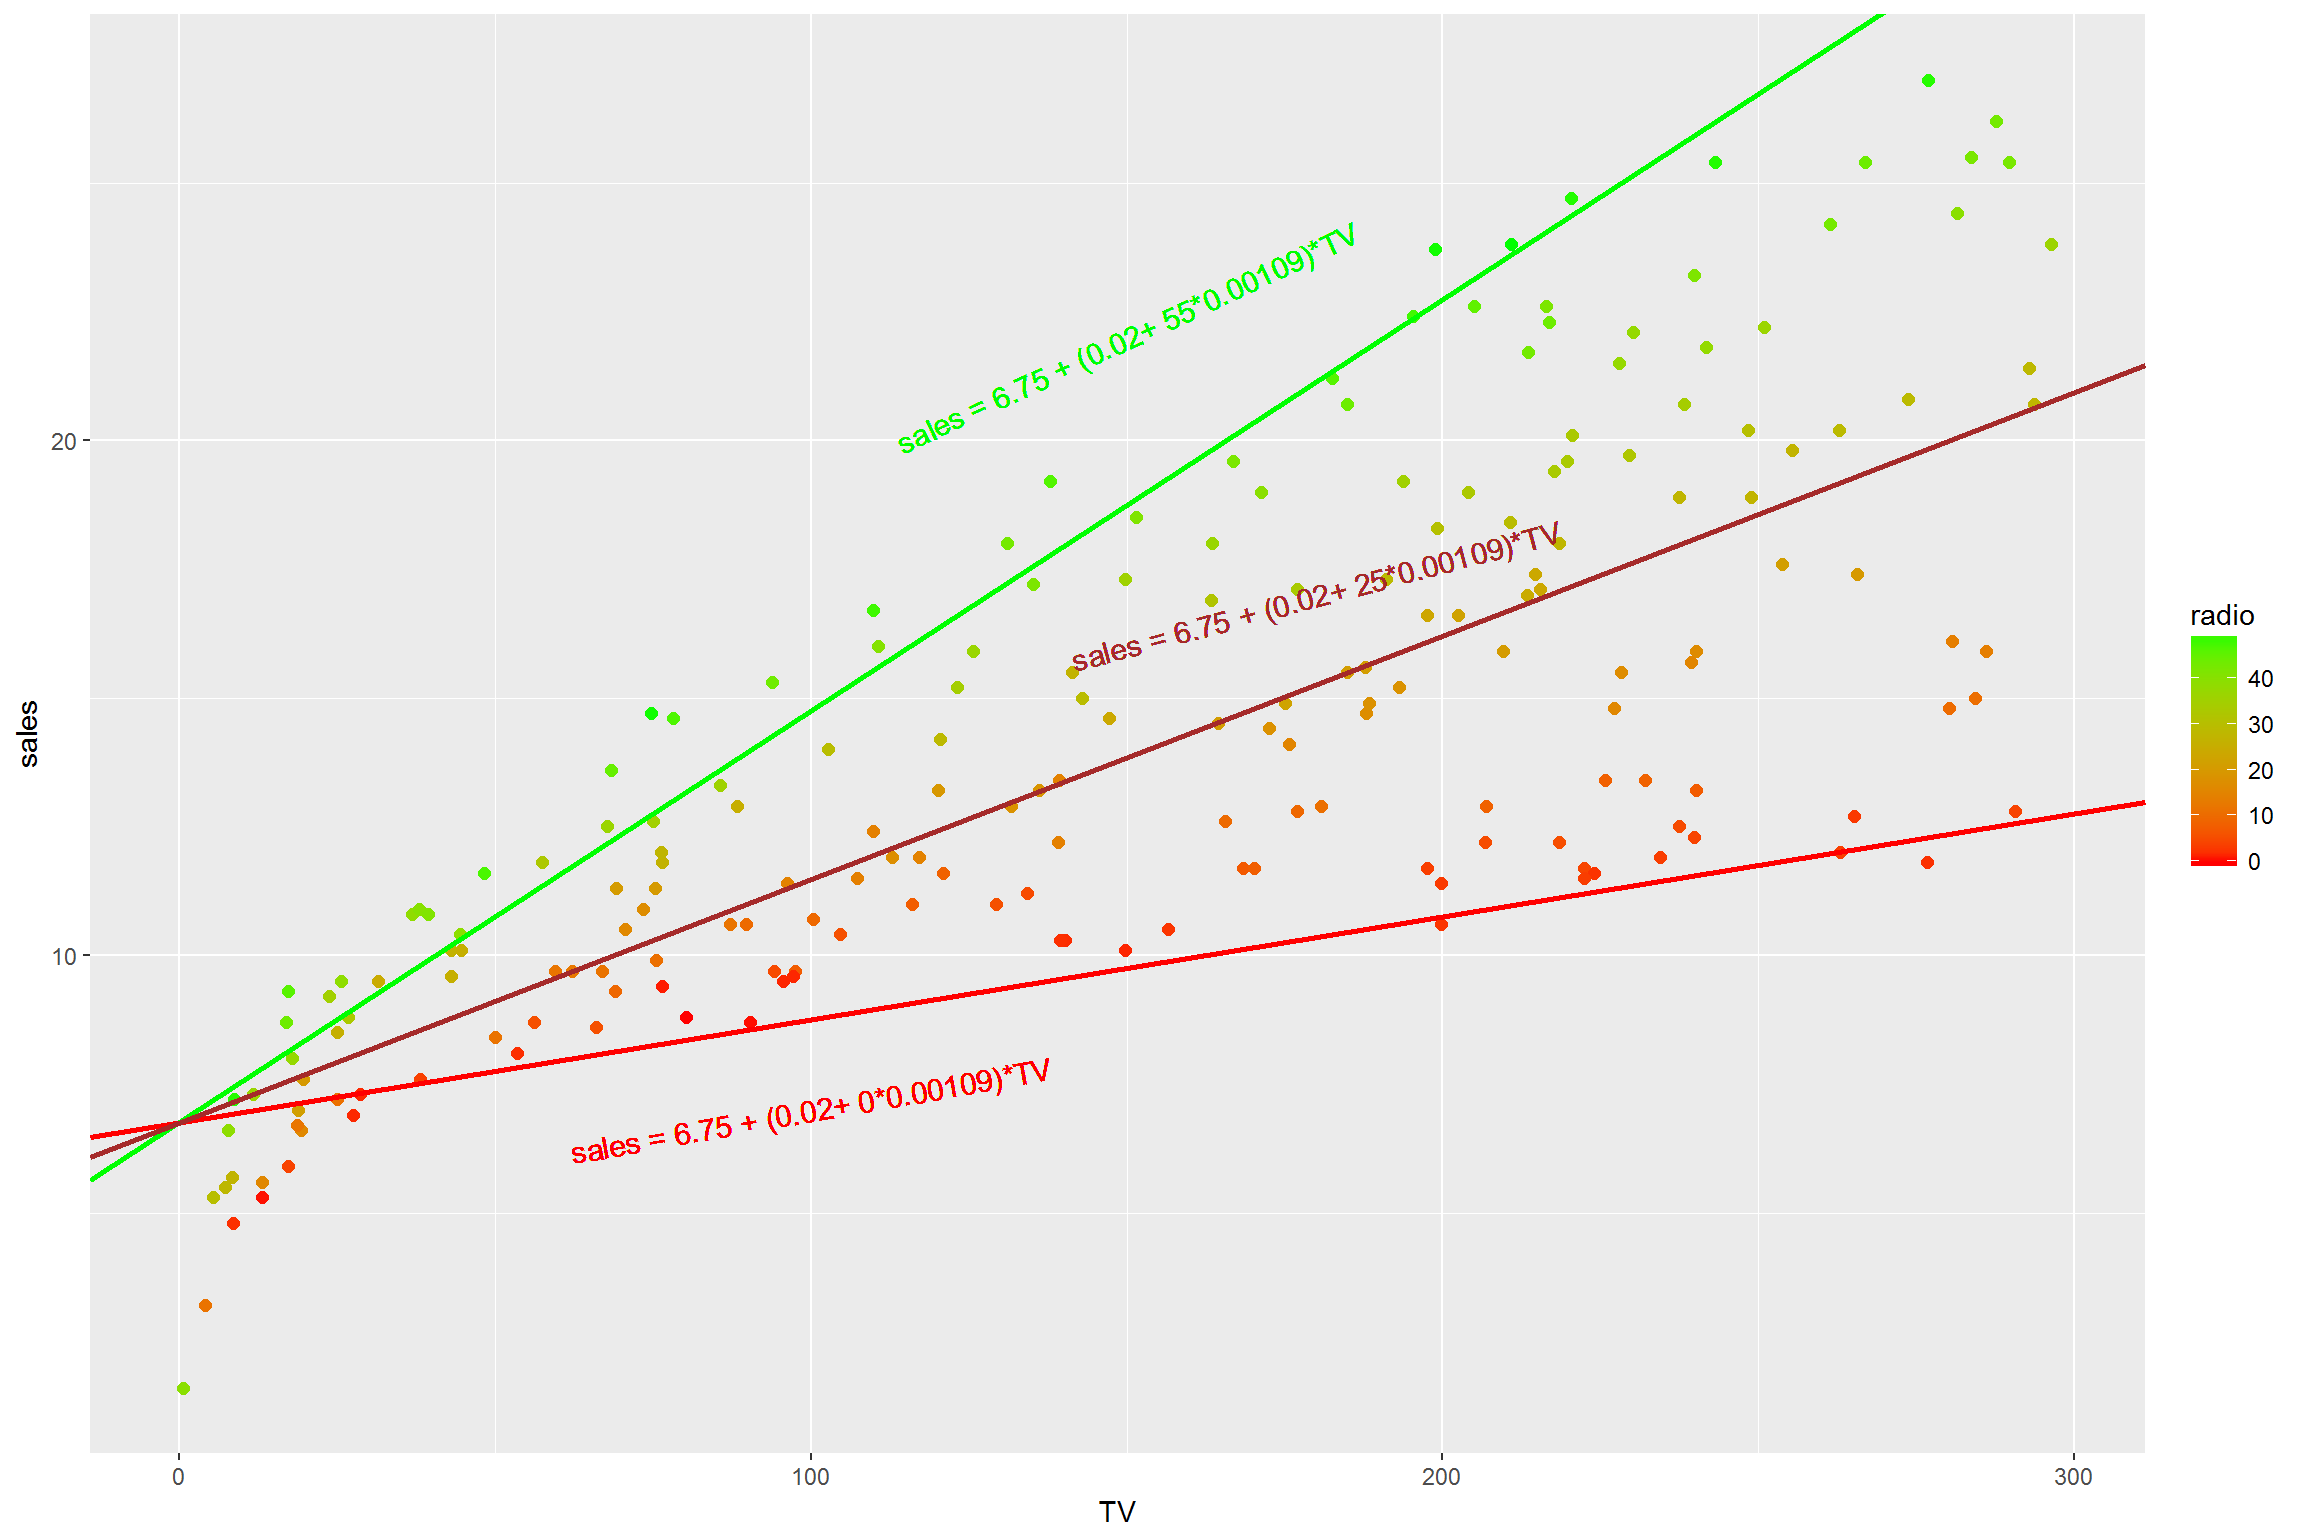 sales = 6.75 + (0.02+ 55*0.00109)*TV
sales = 6.75 + (0.02+ 25*0.00109)*TV
sales = 6.75 + (0.02+ 0*0.00109)*TV
20
10
sales
0
100
200
300
TV
radio
40
30
20
10
0